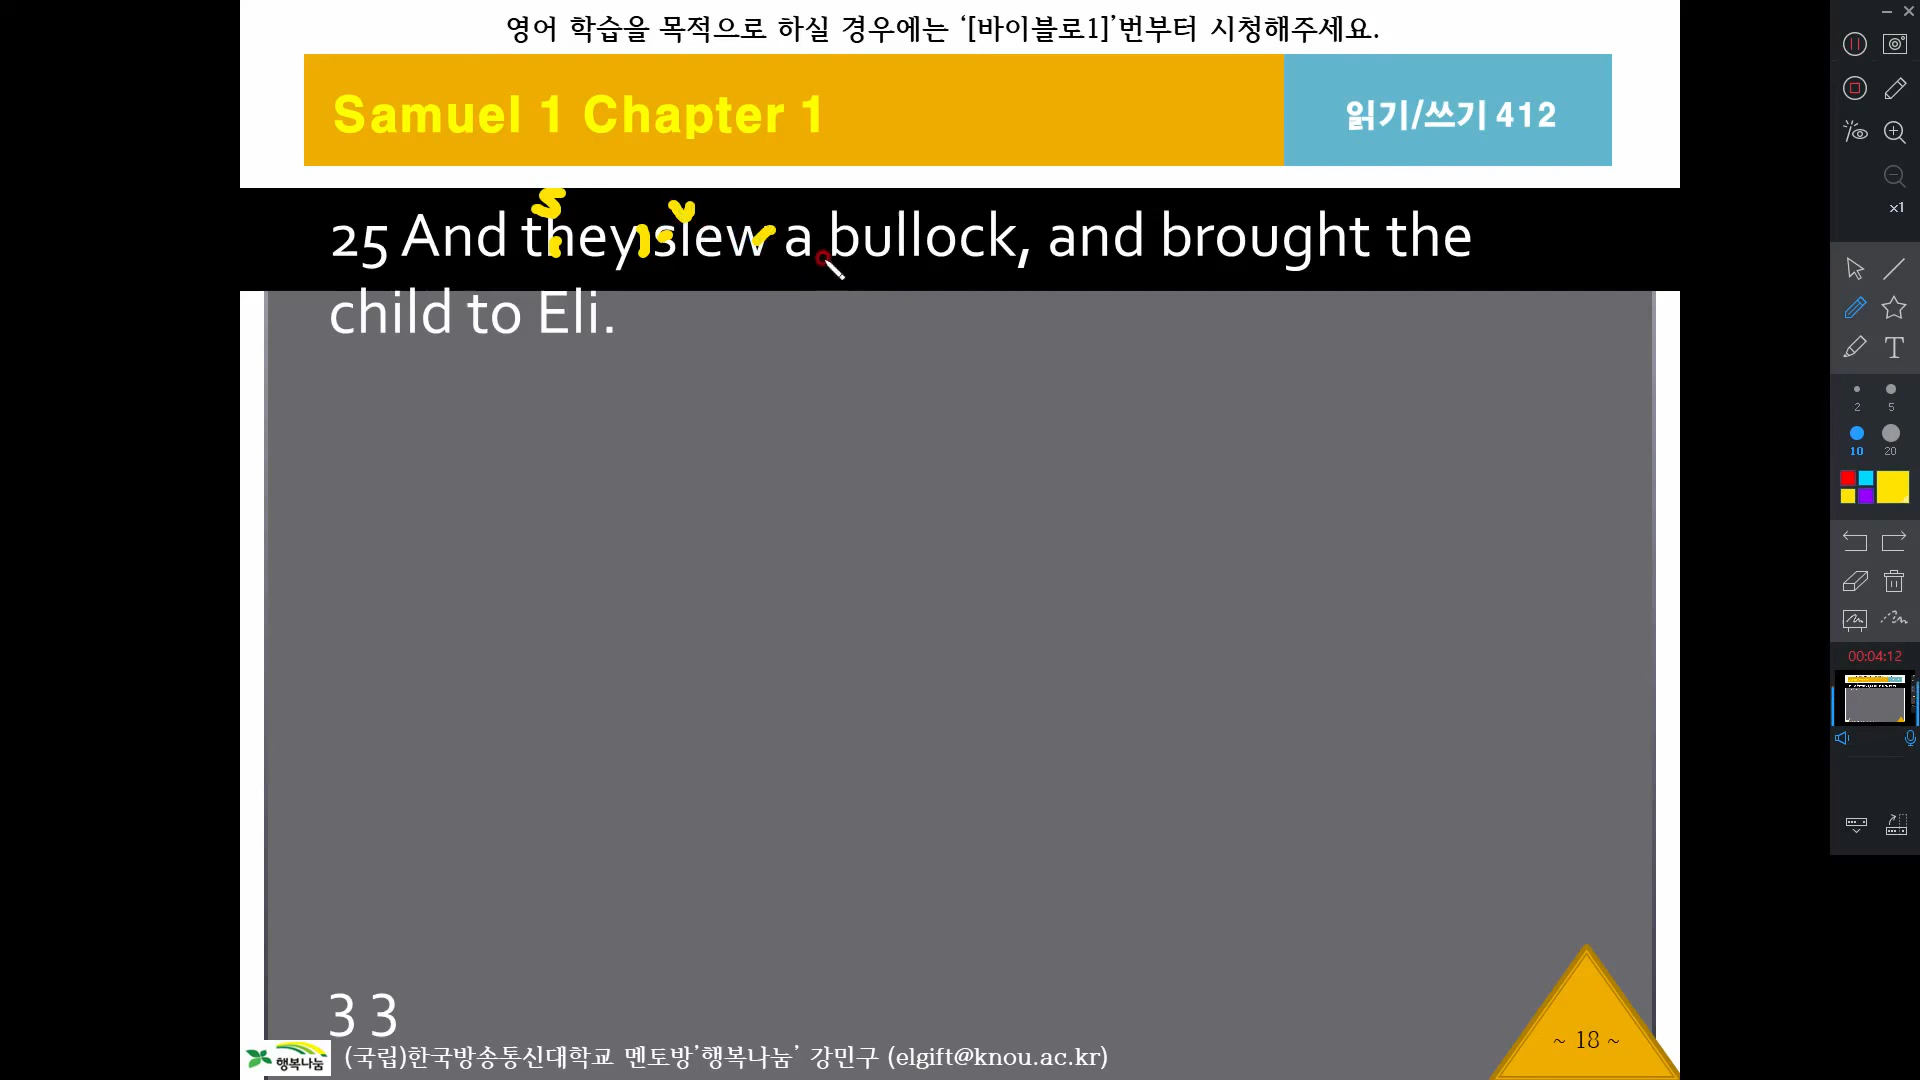 영어 학습을 목적으로 하실 경우에는 ‘[바이블로1]’번부터 시청해주세요.
Samuel 1 Chapter 1
읽기/쓰기 412
S
V
25 And they slew a bullock, and brought the
child to Eli.
x1
2 5
10 20
00:04:12
3 3
~ 18 ~
행복나눔
(국립)한국방송통신대학교 멘토방’행복나눔’ 강민구 (elgift@knou.ac.kr)